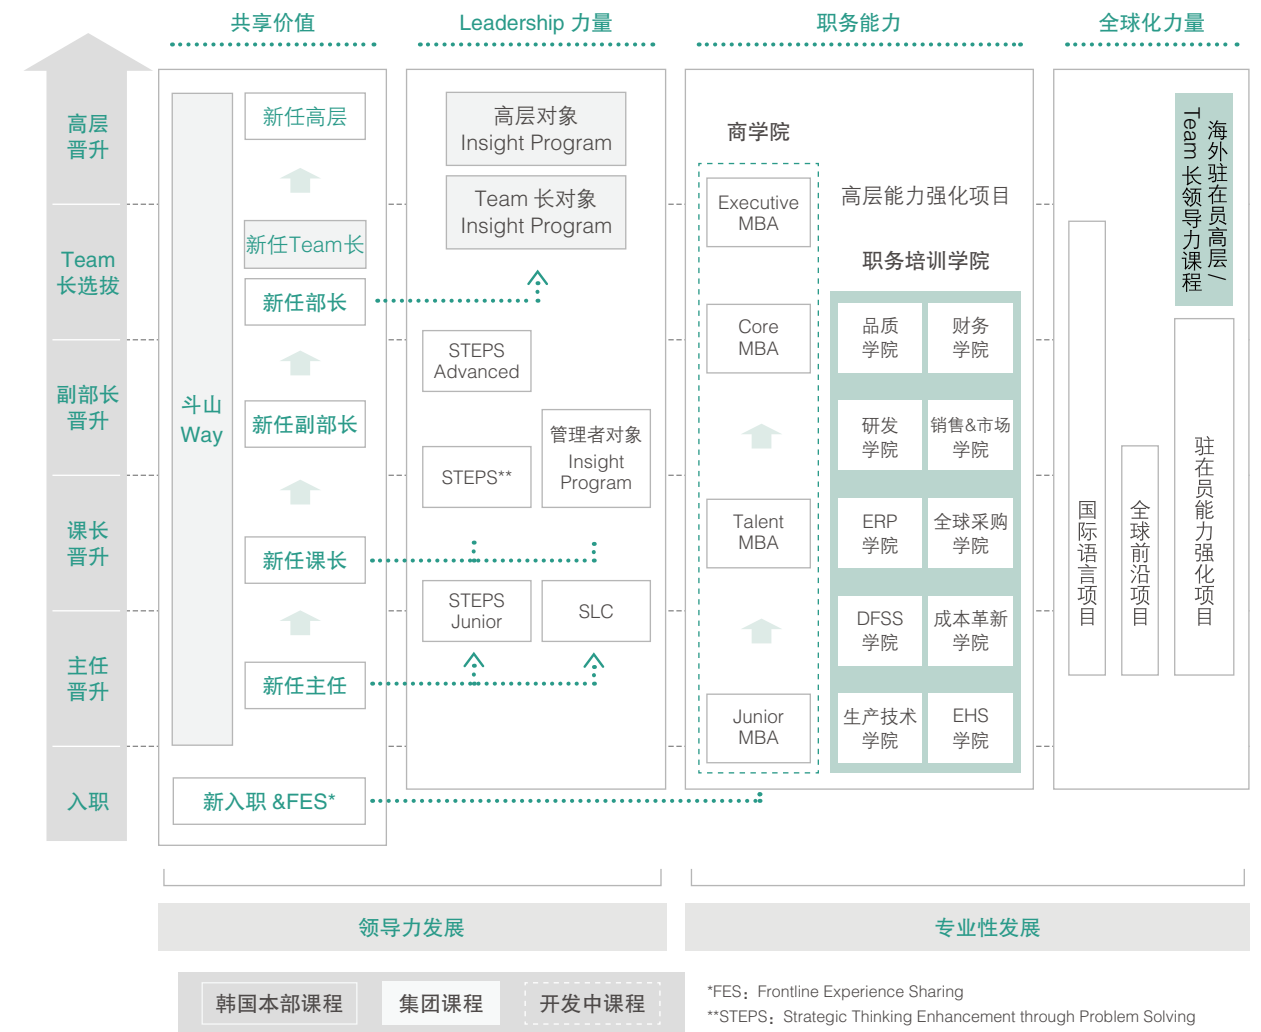 共享价值
Leadership 力量
职务能力
全球化力量
高层
晋升
Team
长选拔
副部长
晋升
课长
晋升
主任
晋升
入职
斗山
Way
新任高层
新任Team长
新任部长
新任副部长
新任课长
新任主任
新入职 &FES*
高层对象
Insight Program
Team 长对象
Insight Program
STEPS
Advanced
STEPS**
管理者对象
Insight
Program
STEPS
Junior
SLC
商学院
Executive
MBA
Core
MBA
Talent
MBA
Junior
MBA
高层能力强化项目
职务培训学院
品质
学院
财务
学院
研发
学院
销售&市场
学院
ERP
学院
全球采购
学院
DFSS
学院
成本革新
学院
生产技术
学院
EHS
学院
国际语言项目
全球前沿项目
海外驻在员高层 /
Team 长领导力课程
驻在员能力强化项目
领导力发展
专业性发展
韩国本部课程
集团课程
开发中课程
*FES：Frontline Experience Sharing
**STEPS：Strategic Thinking Enhancement through Problem Solving